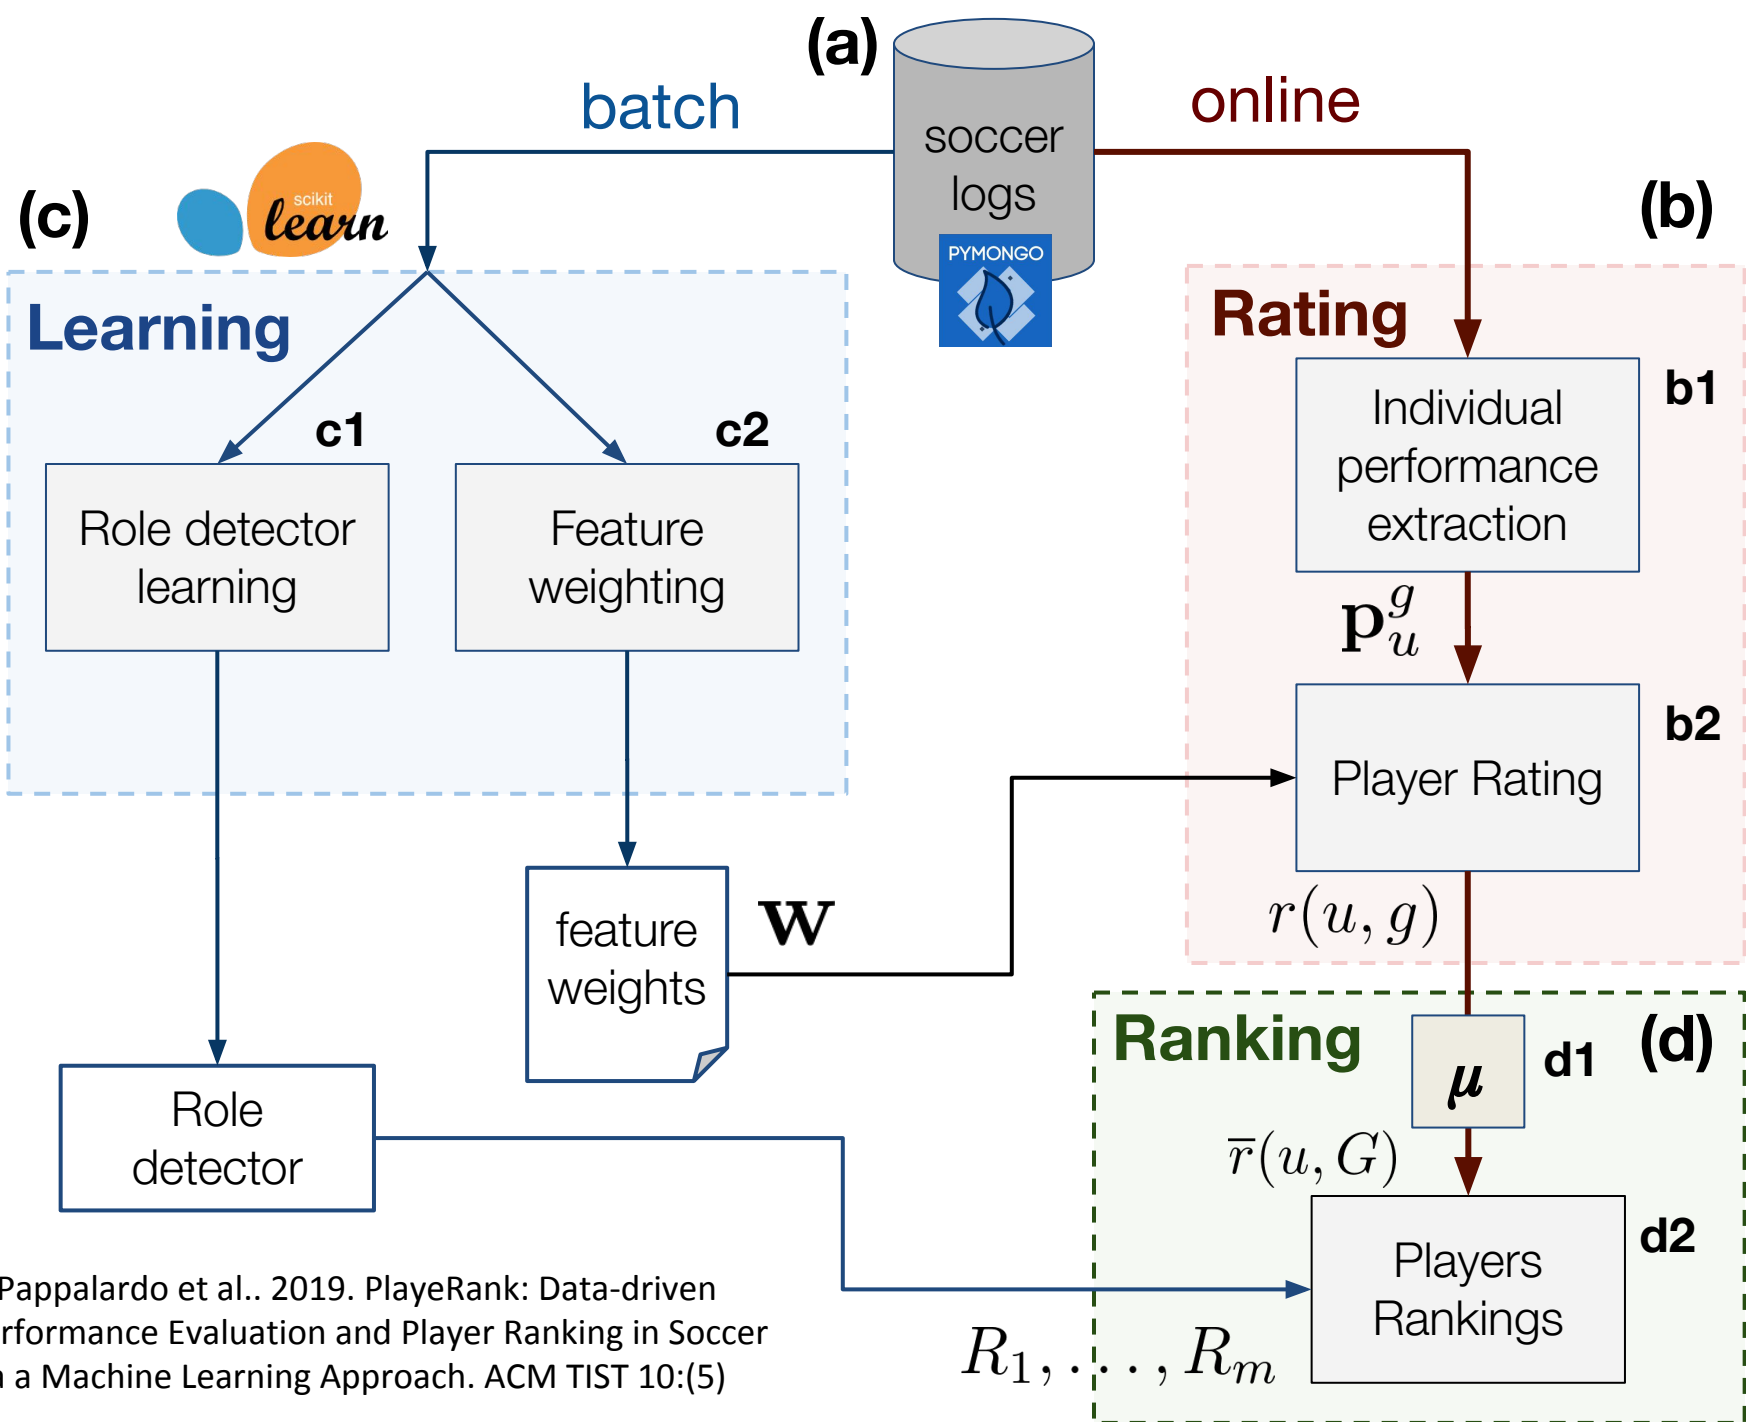 (a)
batch
online
soccer
logs
PYMONGO
(c)
scikit
learn
(b)
Learning
Rating
c1
c2
b1
Role detector
learning
Feature
weighting
Individual
performance
extraction
p_u^g
b2
Player Rating
r(u, g)
feature
weights
w
Ranking
(d)
μ
d1
r̅(u, G)
Role
detector
d2
Players
Rankings
R₁, . . . , Rₘ
Pappalardo et al.. 2019. PlayeRank: Data-driven
rformance Evaluation and Player Ranking in Soccer
a Machine Learning Approach. ACM TIST 10:(5)